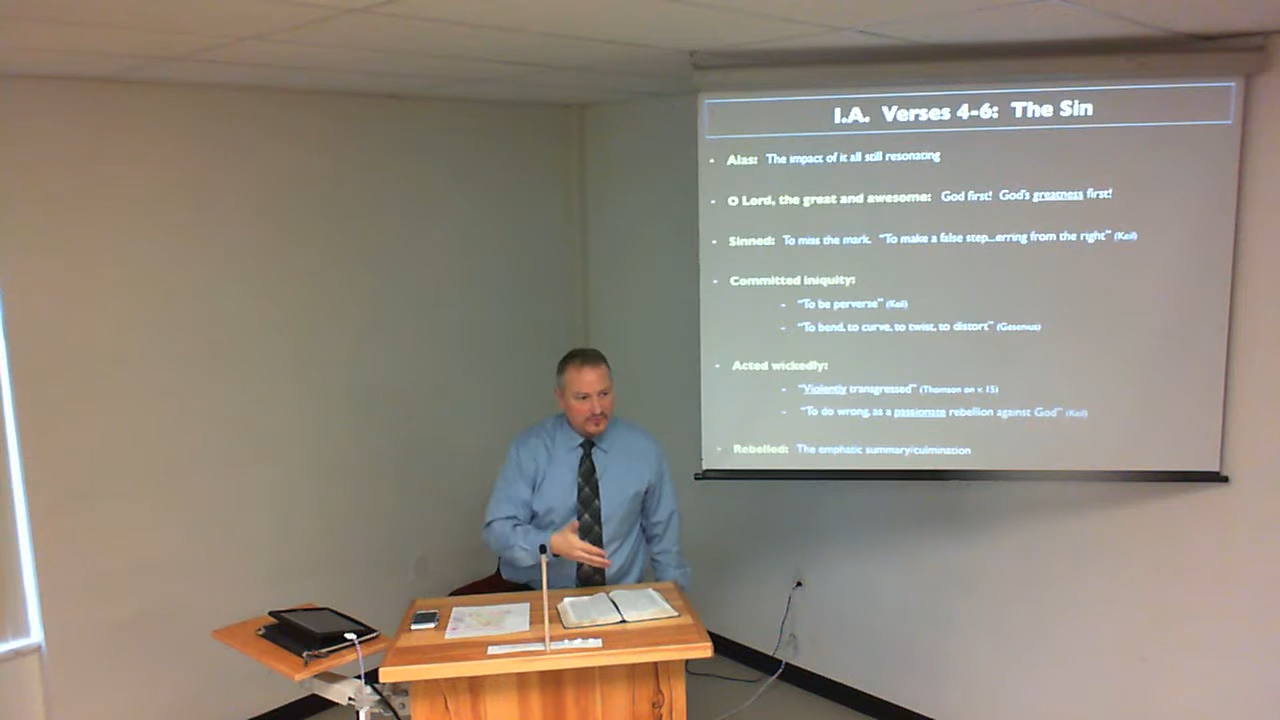 I.A. Verses 4-6: The Sin
Alas: The impact of it all still resonating
O Lord, the great and awesome: God first! God's greatness first!
Sinned: To miss the mark. "To make a false step...erring from the right" (Keil)
Committed iniquity:
"To be perverse" (Keil)
"To bend, to curve, to twist, to distort" (Gesenius)
Acted wickedly:
"Violently transgressed" (Thomson on v. 15)
"To do wrong, as a passionate rebellion against God" (Keil)
Rebelled: The emphatic summary/culmination